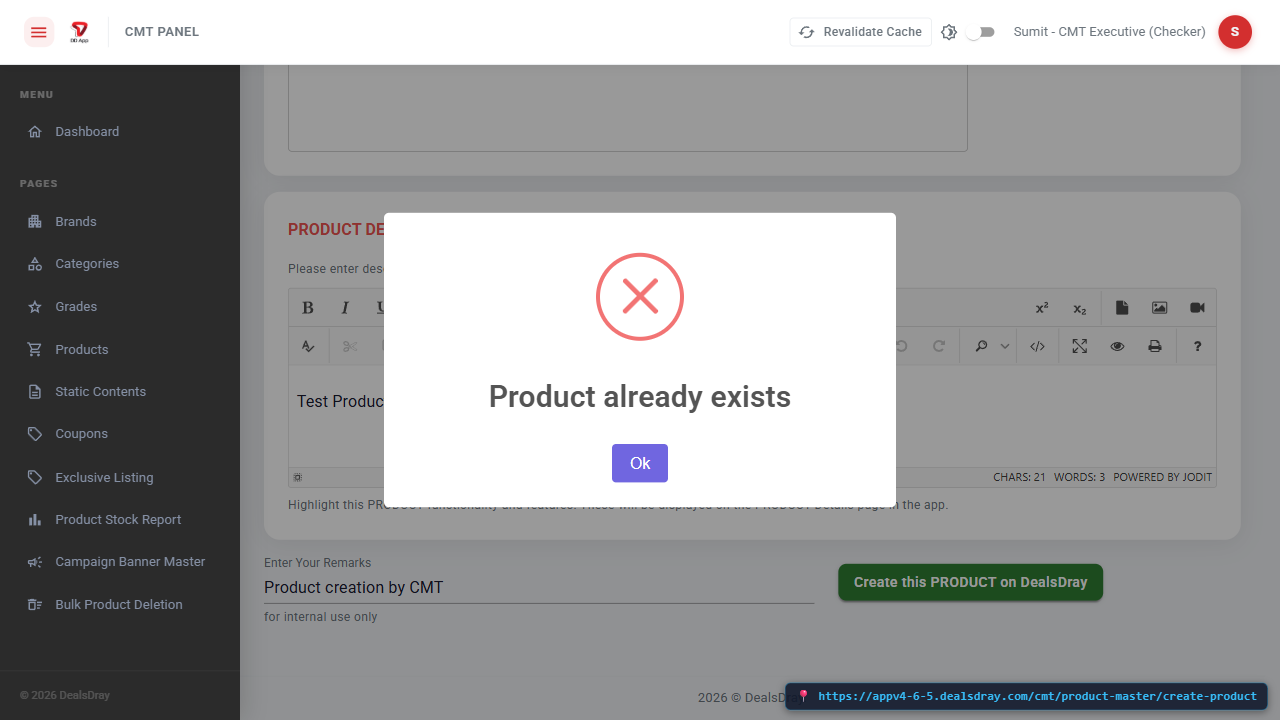 DD App
CMT PANEL
Revalidate Cache
Sumit - CMT Executive (Checker)
S
MENU
Dashboard
PAGES
Brands
Categories
Grades
Products
Static Contents
Coupons
Exclusive Listing
Product Stock Report
Campaign Banner Master
Bulk Product Deletion
© 2026 DealsDray
PRODUCT DE
Please enter des
B I U x² x₂
</> ?
Test Produc
CHARS: 21 WORDS: 3 POWERED BY JODIT
Highlight this PRODUCT functionality and features. These will be displayed on the PRODUCT Details page in the app.
Product already exists
Ok
Enter Your Remarks
Product creation by CMT
for internal use only
Create this PRODUCT on DealsDray
2026 © DealsD
https://appv4-6-5.dealsdray.com/cmt/product-master/create-product